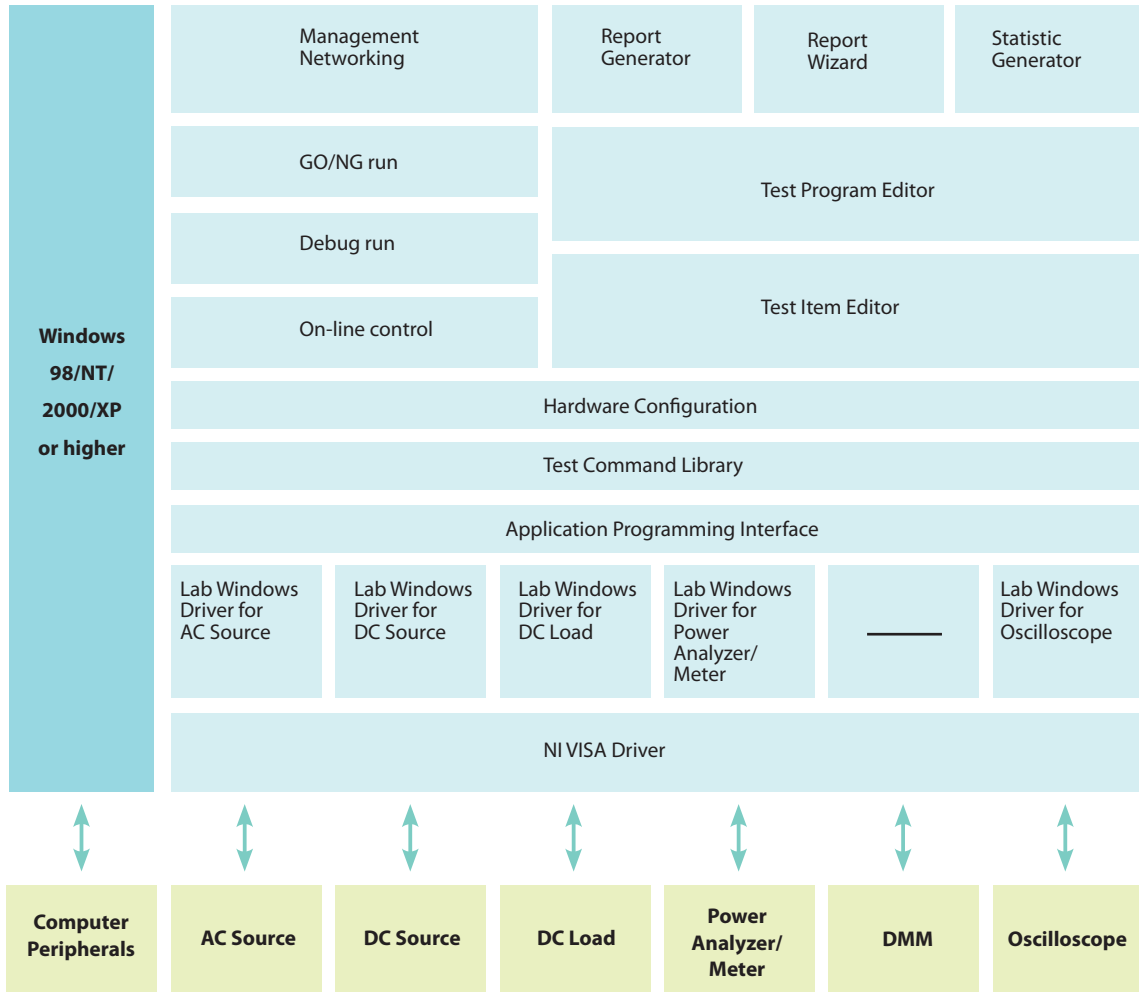 Windows
98/NT/
2000/XP
or higher
Management
Networking
Report
Generator
Report
Wizard
Statistic
Generator
GO/NG run
Debug run
On-line control
Test Program Editor
Test Item Editor
Hardware Configuration
Test Command Library
Application Programming Interface
Lab Windows
Driver for
AC Source
Lab Windows
Driver for
DC Source
Lab Windows
Driver for
DC Load
Lab Windows
Driver for
Power
Analyzer/
Meter
Lab Windows
Driver for
Oscilloscope
NI VISA Driver
Computer
Peripherals
AC Source
DC Source
DC Load
Power
Analyzer/
Meter
DMM
Oscilloscope